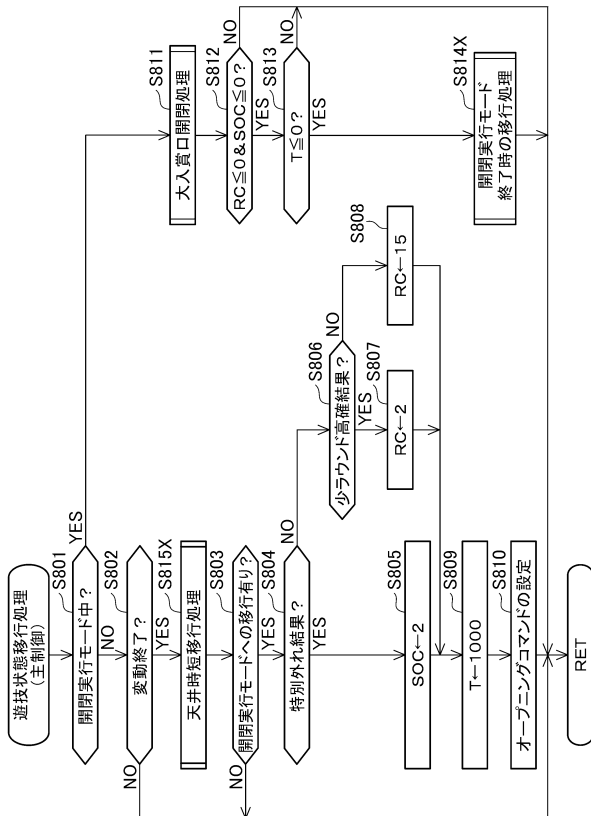 遊技状態移行処理
(主制御)
S801
開閉実行モード中？
YES
NO
S802
変動終了？
NO
YES
S815X
天井時短移行処理
S803
開閉実行モードへの移行有り？
NO
YES
S804
特別外れ結果？
NO
YES
S805
SOC←2
S806
少ラウンド高確結果？
NO
YES
S807
RC←2
S808
RC←15
S809
T←1000
S810
オープニングコマンドの設定
S811
大入賞口開閉処理
S812
RC≦0＆SOC≦0？
NO
YES
S813
T≦0？
NO
YES
S814X
開閉実行モード
終了時の移行処理
RET